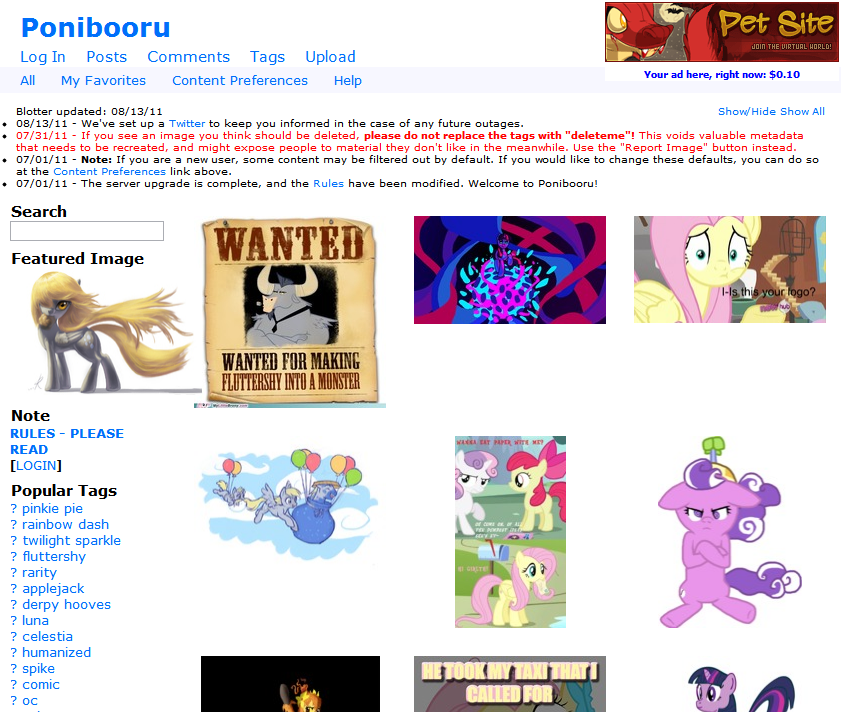 Ponibooru
Log In Posts Comments Tags Upload
All My Favorites Content Preferences Help
Pet Site
JOIN THE VIRTUAL WORLD!
Your ad here, right now: $0.10
Blotter updated: 08/13/11 Show/Hide Show All
08/13/11 - We've set up a Twitter to keep you informed in the case of any future outages.
07/31/11 - If you see an image you think should be deleted, please do not replace the tags with "deleteme"! This voids valuable metadata
that needs to be recreated, and might expose people to material they don't like in the meanwhile. Use the "Report Image" button instead.
07/01/11 - Note: If you are a new user, some content may be filtered out by default. If you would like to change these defaults, you can do so
at the Content Preferences link above.
07/01/11 - The server upgrade is complete, and the Rules have been modified. Welcome to Ponibooru!
Search
Featured Image
Note
RULES - PLEASE
READ
[LOGIN]
Popular Tags
? pinkie pie
? rainbow dash
? twilight sparkle
? fluttershy
? rarity
? applejack
? derpy hooves
? luna
? celestia
? humanized
? spike
? comic
? oc
WANTED
WANTED FOR MAKING
FLUTTERSHY INTO A MONSTER
I-Is this your logo?
WANNA EAT PAPER WITH ME?
HE TOOK MY TAXI THAT I
CALLED FOR